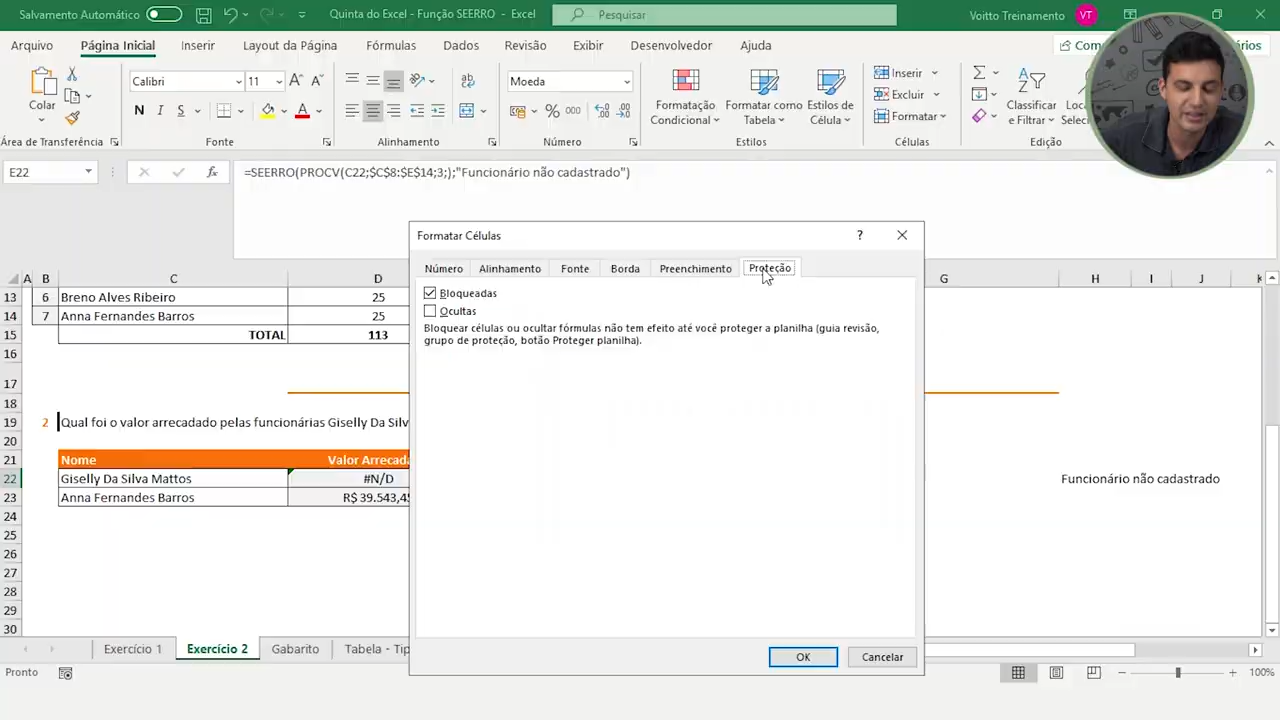 Salvamento Automático
Quinta do Excel - Função SEERRO - Excel
Pesquisar
Voitto Treinamento
VT
Arquivo Página Inicial Inserir Layout da Página Fórmulas Dados Revisão Exibir Desenvolvedor Ajuda
Colar
Calibri 11
N I S
Moeda
% 000
Formatação Condicional
Formatar como Tabela
Estilos de Célula
Inserir
Excluir
Formatar
Classificar e Filtrar
Área de Transferência Fonte Alinhamento Número Estilos Células Edição
E22 fx =SEERRO(PROCV(C22;$C$8:$E$14;3;);"Funcionário não cadastrado")
Formatar Células ?
Número Alinhamento Fonte Borda Preenchimento Proteção
Bloqueadas
Ocultas
Bloquear células ou ocultar fórmulas não tem efeito até você proteger a planilha (guia revisão,
grupo de proteção, botão Proteger planilha).
OK Cancelar
A B C D G H I J K
13 6 Breno Alves Ribeiro 25
14 7 Anna Fernandes Barros 25
15 TOTAL 113
16
17
18
19 2 Qual foi o valor arrecadado pelas funcionárias Giselly Da Silv
20
21 Nome Valor Arrecada
22 Giselly Da Silva Mattos #N/D Funcionário não cadastrado
23 Anna Fernandes Barros R$ 39.543,45
24
25
26
27
28
29
30
Exercício 1 Exercício 2 Gabarito Tabela - Tip
Pronto
100%